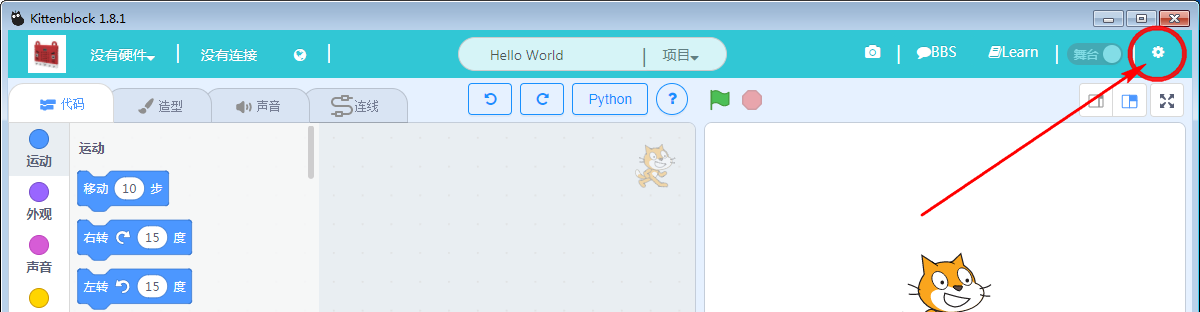 Kittenblock 1.8.1
没有硬件 没有连接 Hello World 项目 BBS Learn 舞台
代码 造型 声音 连线 Python ?
运动 运动
移动 10 步
外观
右转 15 度
声音
左转 15 度